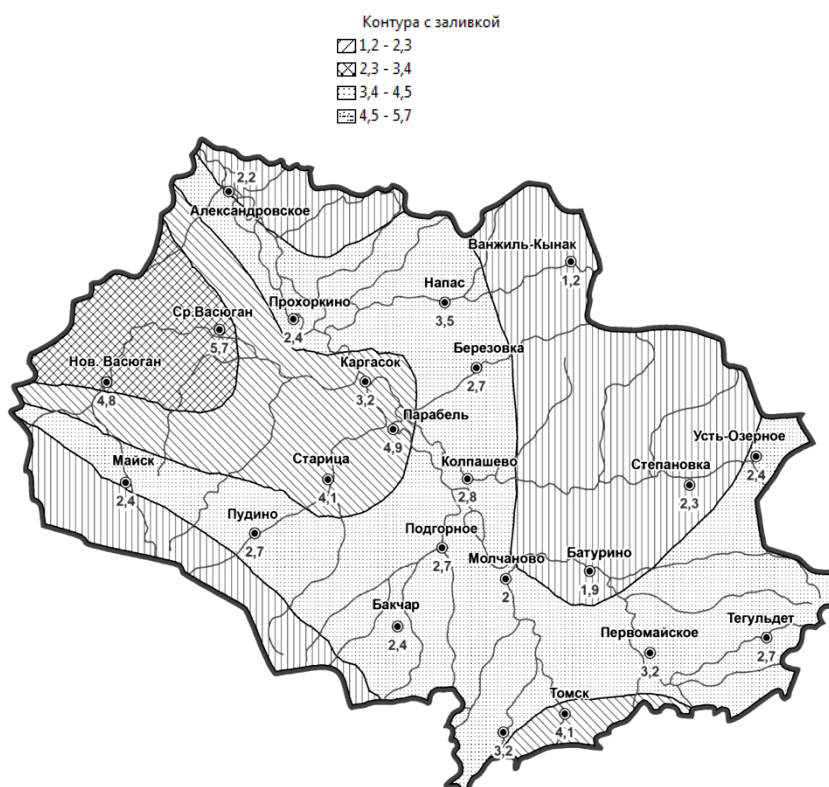 Контура с заливкой
1,2 - 2,3
2,3 - 3,4
3,4 - 4,5
4,5 - 5,7
2,2
Александровское
Ванжиль-Кынак
1,2
Напас
3,5
Прохоркино
2,4
Ср.Васюган
5,7
Березовка
2,7
Нов. Васюган
4,8
Каргасок
3,2
Парабель
4,9
Усть-Озерное
2,4
Майск
2,4
Старица
4,1
Колпашево
2,8
Степановка
2,3
Пудино
2,7
Подгорное
2,7
Молчаново
2
Батурино
1,9
Бакчар
2,4
Первомайское
3,2
Тегульдет
2,7
Томск
4,1
3,2